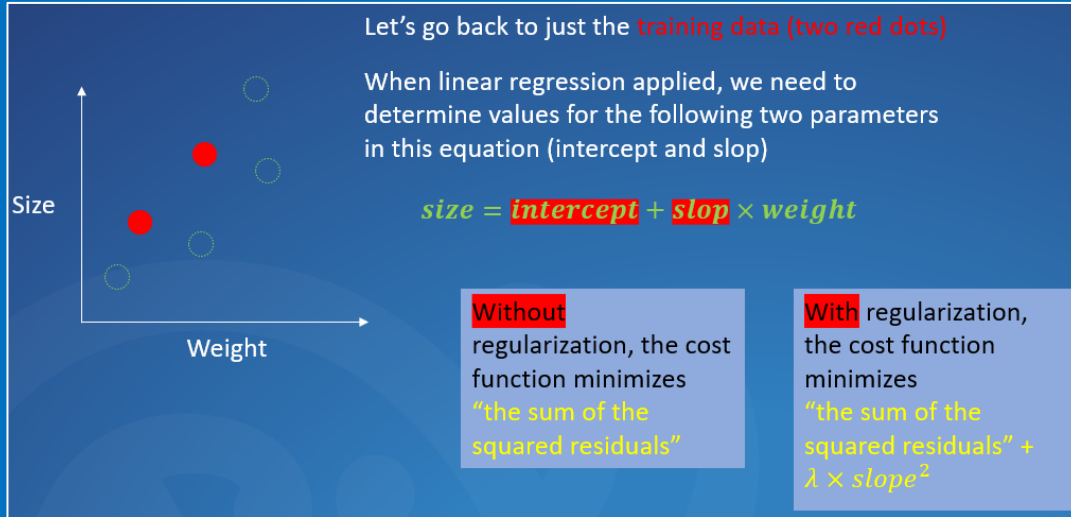 Let's go back to just the training data (two red dots)
When linear regression applied, we need to
determine values for the following two parameters
in this equation (intercept and slop)
Size
size = intercept + slop × weight
Weight
Without
regularization, the cost
function minimizes
“the sum of the
squared residuals”
With regularization,
the cost function
minimizes
“the sum of the
squared residuals” +
λ × slope²